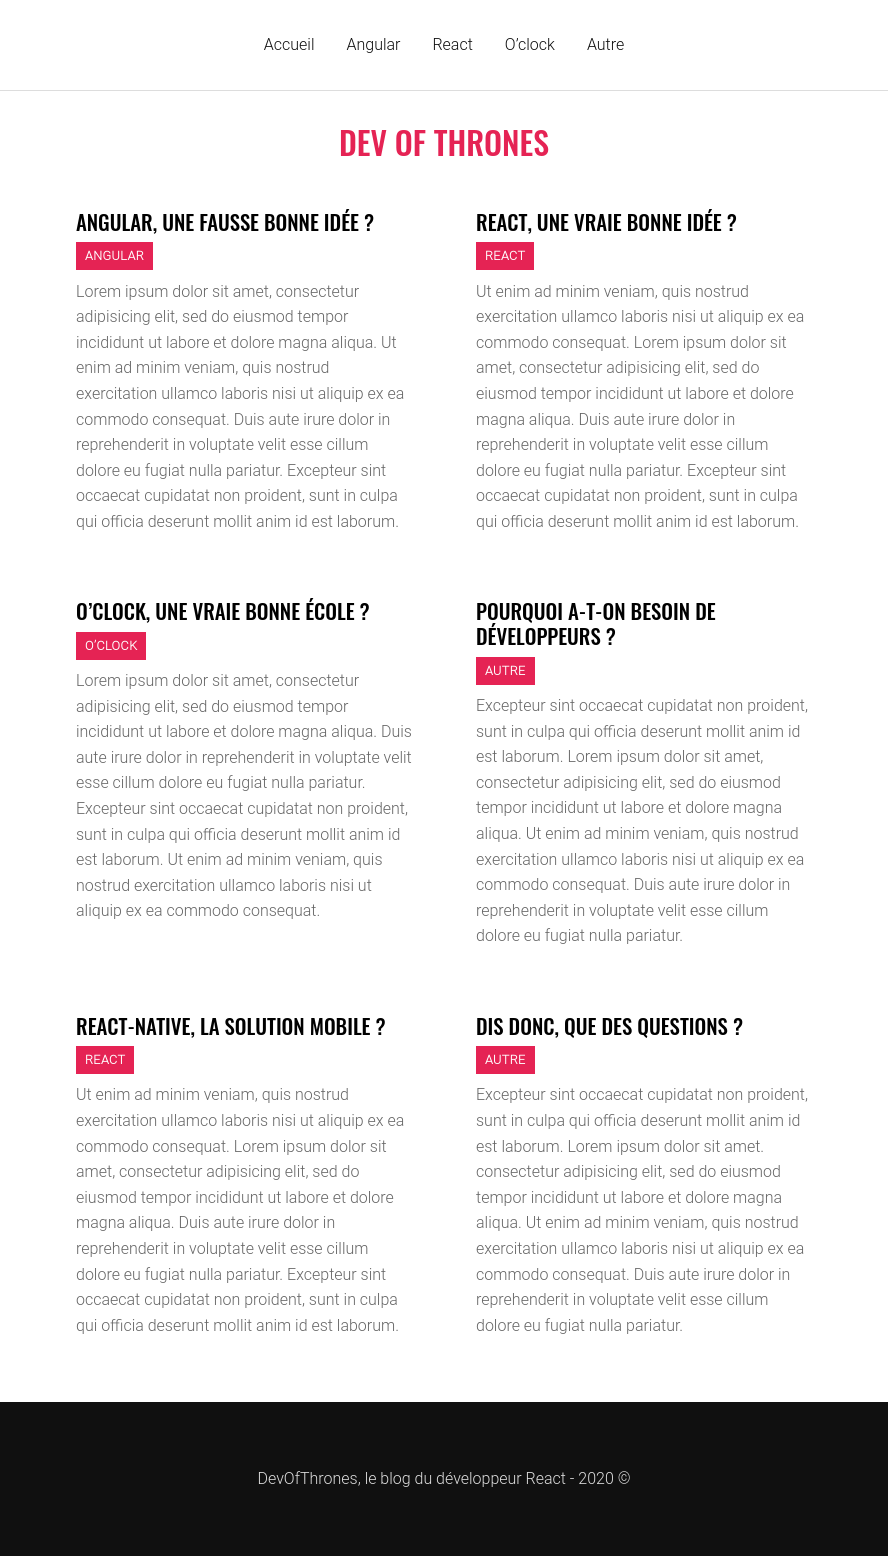 Accueil Angular React O’clock Autre
DEV OF THRONES
ANGULAR, UNE FAUSSE BONNE IDÉE ?
ANGULAR
Lorem ipsum dolor sit amet, consectetur
adipisicing elit, sed do eiusmod tempor
incididunt ut labore et dolore magna aliqua. Ut
enim ad minim veniam, quis nostrud
exercitation ullamco laboris nisi ut aliquip ex ea
commodo consequat. Duis aute irure dolor in
reprehenderit in voluptate velit esse cillum
dolore eu fugiat nulla pariatur. Excepteur sint
occaecat cupidatat non proident, sunt in culpa
qui officia deserunt mollit anim id est laborum.
REACT, UNE VRAIE BONNE IDÉE ?
REACT
Ut enim ad minim veniam, quis nostrud
exercitation ullamco laboris nisi ut aliquip ex ea
commodo consequat. Lorem ipsum dolor sit
amet, consectetur adipisicing elit, sed do
eiusmod tempor incididunt ut labore et dolore
magna aliqua. Duis aute irure dolor in
reprehenderit in voluptate velit esse cillum
dolore eu fugiat nulla pariatur. Excepteur sint
occaecat cupidatat non proident, sunt in culpa
qui officia deserunt mollit anim id est laborum.
O’CLOCK, UNE VRAIE BONNE ÉCOLE ?
O’CLOCK
Lorem ipsum dolor sit amet, consectetur
adipisicing elit, sed do eiusmod tempor
incididunt ut labore et dolore magna aliqua. Duis
aute irure dolor in reprehenderit in voluptate velit
esse cillum dolore eu fugiat nulla pariatur.
Excepteur sint occaecat cupidatat non proident,
sunt in culpa qui officia deserunt mollit anim id
est laborum. Ut enim ad minim veniam, quis
nostrud exercitation ullamco laboris nisi ut
aliquip ex ea commodo consequat.
POURQUOI A-T-ON BESOIN DE
DÉVELOPPEURS ?
AUTRE
Excepteur sint occaecat cupidatat non proident,
sunt in culpa qui officia deserunt mollit anim id
est laborum. Lorem ipsum dolor sit amet,
consectetur adipisicing elit, sed do eiusmod
tempor incididunt ut labore et dolore magna
aliqua. Ut enim ad minim veniam, quis nostrud
exercitation ullamco laboris nisi ut aliquip ex ea
commodo consequat. Duis aute irure dolor in
reprehenderit in voluptate velit esse cillum
dolore eu fugiat nulla pariatur.
REACT-NATIVE, LA SOLUTION MOBILE ?
REACT
Ut enim ad minim veniam, quis nostrud
exercitation ullamco laboris nisi ut aliquip ex ea
commodo consequat. Lorem ipsum dolor sit
amet, consectetur adipisicing elit, sed do
eiusmod tempor incididunt ut labore et dolore
magna aliqua. Duis aute irure dolor in
reprehenderit in voluptate velit esse cillum
dolore eu fugiat nulla pariatur. Excepteur sint
occaecat cupidatat non proident, sunt in culpa
qui officia deserunt mollit anim id est laborum.
DIS DONC, QUE DES QUESTIONS ?
AUTRE
Excepteur sint occaecat cupidatat non proident,
sunt in culpa qui officia deserunt mollit anim id
est laborum. Lorem ipsum dolor sit amet.
consectetur adipisicing elit, sed do eiusmod
tempor incididunt ut labore et dolore magna
aliqua. Ut enim ad minim veniam, quis nostrud
exercitation ullamco laboris nisi ut aliquip ex ea
commodo consequat. Duis aute irure dolor in
reprehenderit in voluptate velit esse cillum
dolore eu fugiat nulla pariatur.
DevOfThrones, le blog du développeur React - 2020 ©